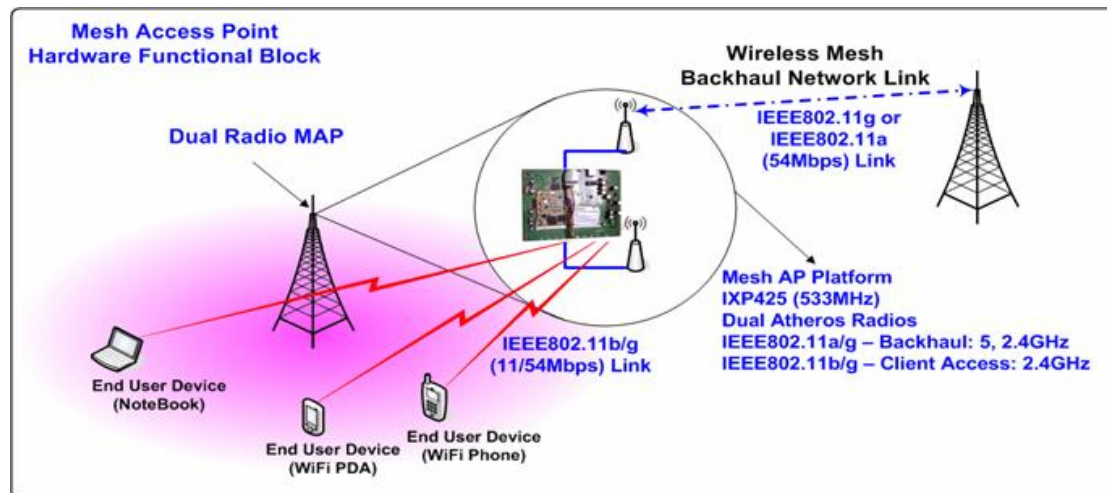 Mesh Access Point
Hardware Functional Block
Wireless Mesh
Backhaul Network Link
Dual Radio MAP
IEEE802.11g or
IEEE802.11a
(54Mbps) Link
Mesh AP Platform
IXP425 (533MHz)
Dual Atheros Radios
IEEE802.11a/g – Backhaul: 5, 2.4GHz
IEEE802.11b/g – Client Access: 2.4GHz
IEEE802.11b/g
(11/54Mbps) Link
End User Device
(NoteBook)
End User Device
(WiFi PDA)
End User Device
(WiFi Phone)